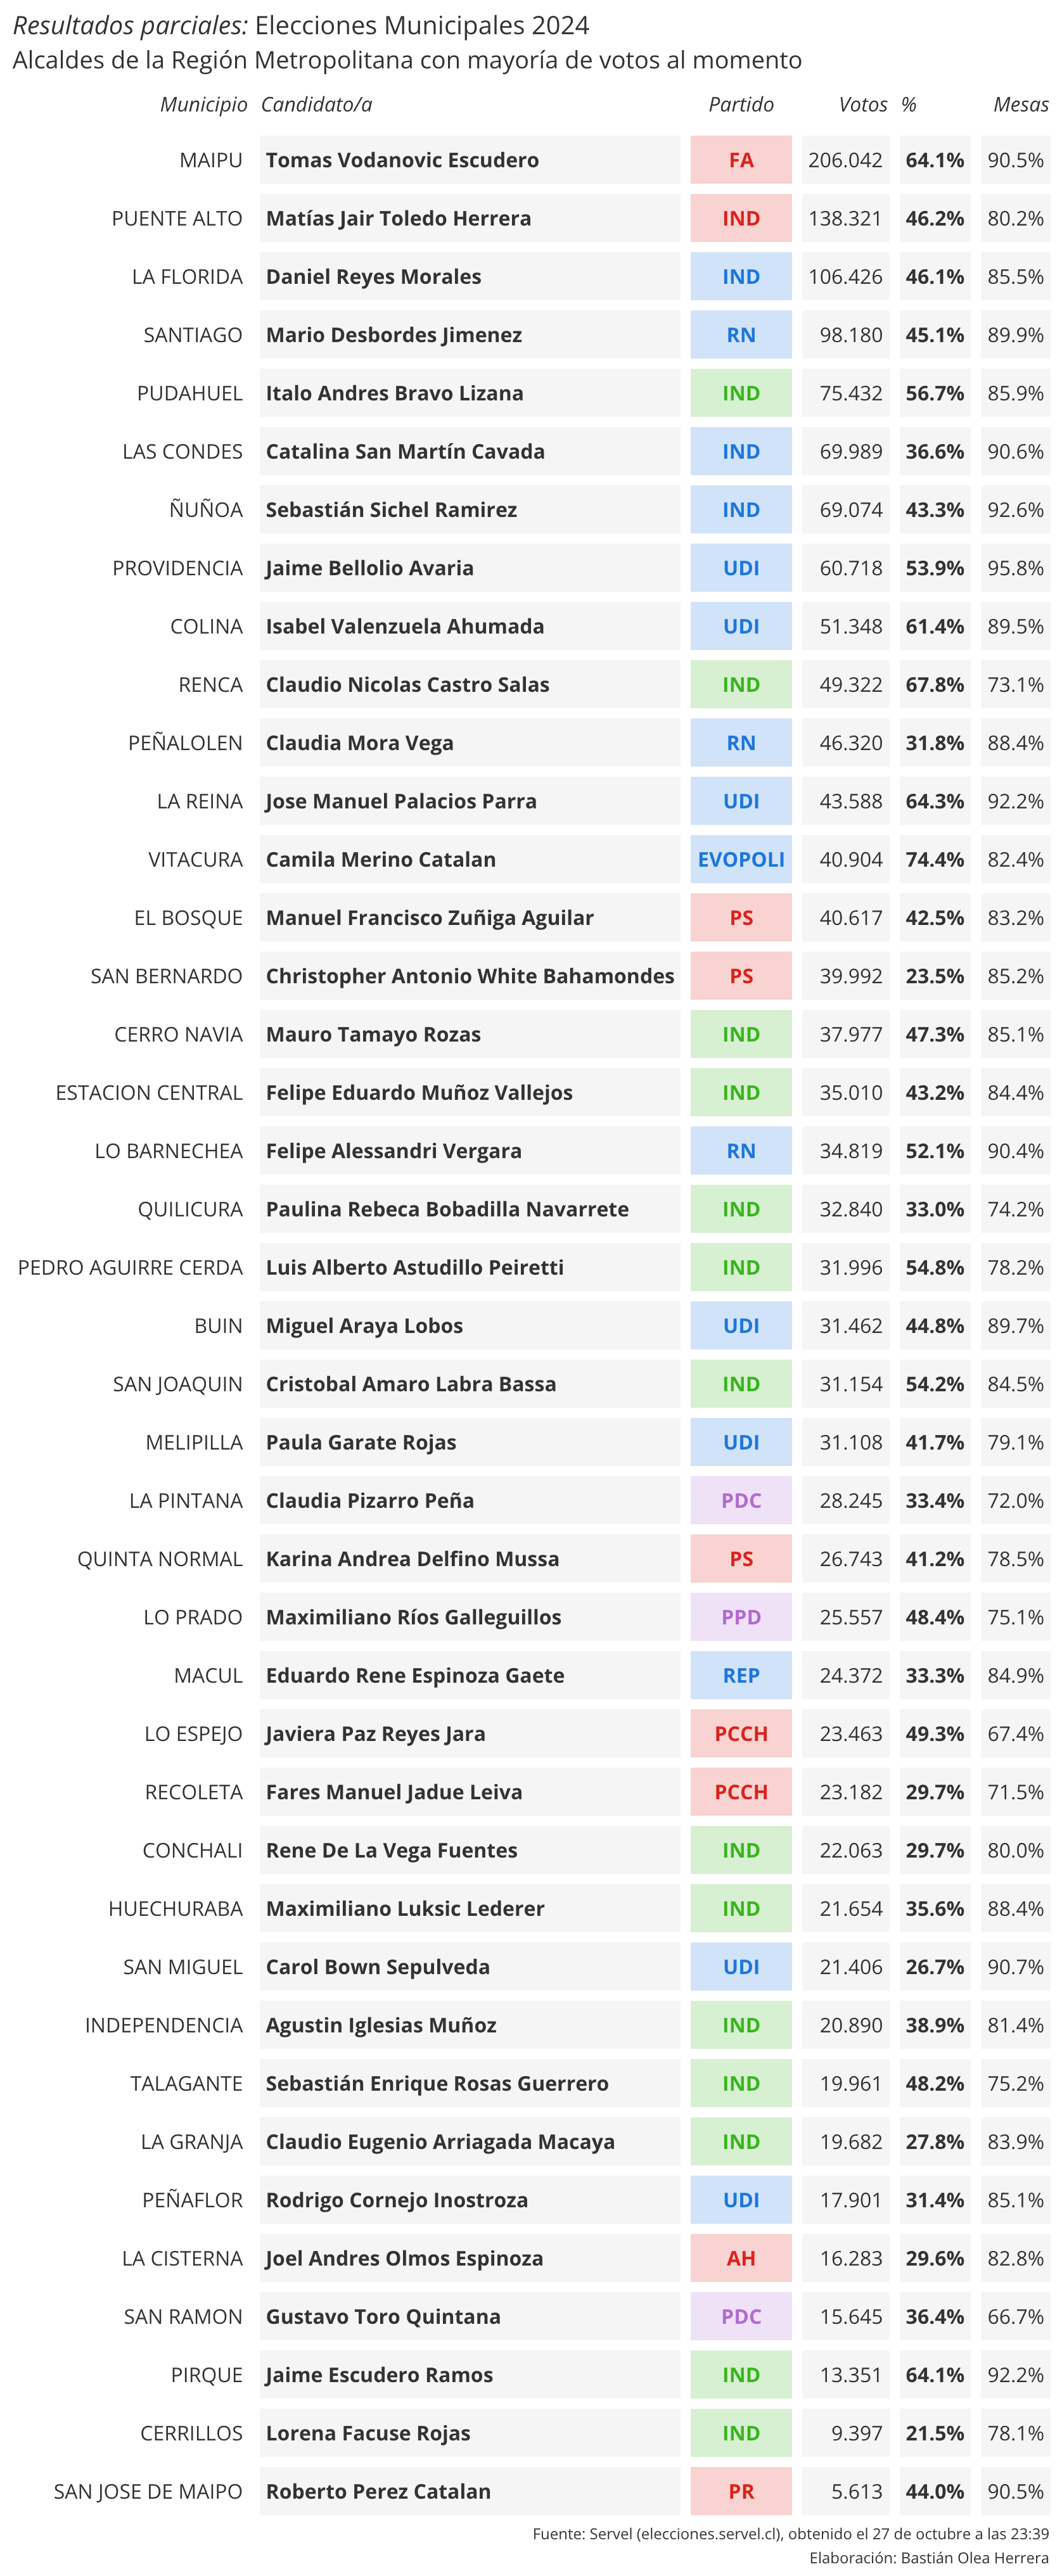 Resultados parciales: Elecciones Municipales 2024
Alcaldes de la Región Metropolitana con mayoría de votos al momento
Municipio Candidato/a Partido Votos % Mesas
MAIPU Tomas Vodanovic Escudero FA 206.042 64.1% 90.5%
PUENTE ALTO Matías Jair Toledo Herrera IND 138.321 46.2% 80.2%
LA FLORIDA Daniel Reyes Morales IND 106.426 46.1% 85.5%
SANTIAGO Mario Desbordes Jimenez RN 98.180 45.1% 89.9%
PUDAHUEL Italo Andres Bravo Lizana IND 75.432 56.7% 85.9%
LAS CONDES Catalina San Martín Cavada IND 69.989 36.6% 90.6%
ÑUÑOA Sebastián Sichel Ramirez IND 69.074 43.3% 92.6%
PROVIDENCIA Jaime Bellolio Avaria UDI 60.718 53.9% 95.8%
COLINA Isabel Valenzuela Ahumada UDI 51.348 61.4% 89.5%
RENCA Claudio Nicolas Castro Salas IND 49.322 67.8% 73.1%
PEÑALOLEN Claudia Mora Vega RN 46.320 31.8% 88.4%
LA REINA Jose Manuel Palacios Parra UDI 43.588 64.3% 92.2%
VITACURA Camila Merino Catalan EVOPOLI 40.904 74.4% 82.4%
EL BOSQUE Manuel Francisco Zuñiga Aguilar PS 40.617 42.5% 83.2%
SAN BERNARDO Christopher Antonio White Bahamondes PS 39.992 23.5% 85.2%
CERRO NAVIA Mauro Tamayo Rozas IND 37.977 47.3% 85.1%
ESTACION CENTRAL Felipe Eduardo Muñoz Vallejos IND 35.010 43.2% 84.4%
LO BARNECHEA Felipe Alessandri Vergara RN 34.819 52.1% 90.4%
QUILICURA Paulina Rebeca Bobadilla Navarrete IND 32.840 33.0% 74.2%
PEDRO AGUIRRE CERDA Luis Alberto Astudillo Peiretti IND 31.996 54.8% 78.2%
BUIN Miguel Araya Lobos UDI 31.462 44.8% 89.7%
SAN JOAQUIN Cristobal Amaro Labra Bassa IND 31.154 54.2% 84.5%
MELIPILLA Paula Garate Rojas UDI 31.108 41.7% 79.1%
LA PINTANA Claudia Pizarro Peña PDC 28.245 33.4% 72.0%
QUINTA NORMAL Karina Andrea Delfino Mussa PS 26.743 41.2% 78.5%
LO PRADO Maximiliano Ríos Galleguillos PPD 25.557 48.4% 75.1%
MACUL Eduardo Rene Espinoza Gaete REP 24.372 33.3% 84.9%
LO ESPEJO Javiera Paz Reyes Jara PCCH 23.463 49.3% 67.4%
RECOLETA Fares Manuel Jadue Leiva PCCH 23.182 29.7% 71.5%
CONCHALI Rene De La Vega Fuentes IND 22.063 29.7% 80.0%
HUECHURABA Maximiliano Luksic Lederer IND 21.654 35.6% 88.4%
SAN MIGUEL Carol Bown Sepulveda UDI 21.406 26.7% 90.7%
INDEPENDENCIA Agustin Iglesias Muñoz IND 20.890 38.9% 81.4%
TALAGANTE Sebastián Enrique Rosas Guerrero IND 19.961 48.2% 75.2%
LA GRANJA Claudio Eugenio Arriagada Macaya IND 19.682 27.8% 83.9%
PEÑAFLOR Rodrigo Cornejo Inostroza UDI 17.901 31.4% 85.1%
LA CISTERNA Joel Andres Olmos Espinoza AH 16.283 29.6% 82.8%
SAN RAMON Gustavo Toro Quintana PDC 15.645 36.4% 66.7%
PIRQUE Jaime Escudero Ramos IND 13.351 64.1% 92.2%
CERRILLOS Lorena Facuse Rojas IND 9.397 21.5% 78.1%
SAN JOSE DE MAIPO Roberto Perez Catalan PR 5.613 44.0% 90.5%
Fuente: Servel (elecciones.servel.cl), obtenido el 27 de octubre a las 23:39
Elaboración: Bastián Olea Herrera